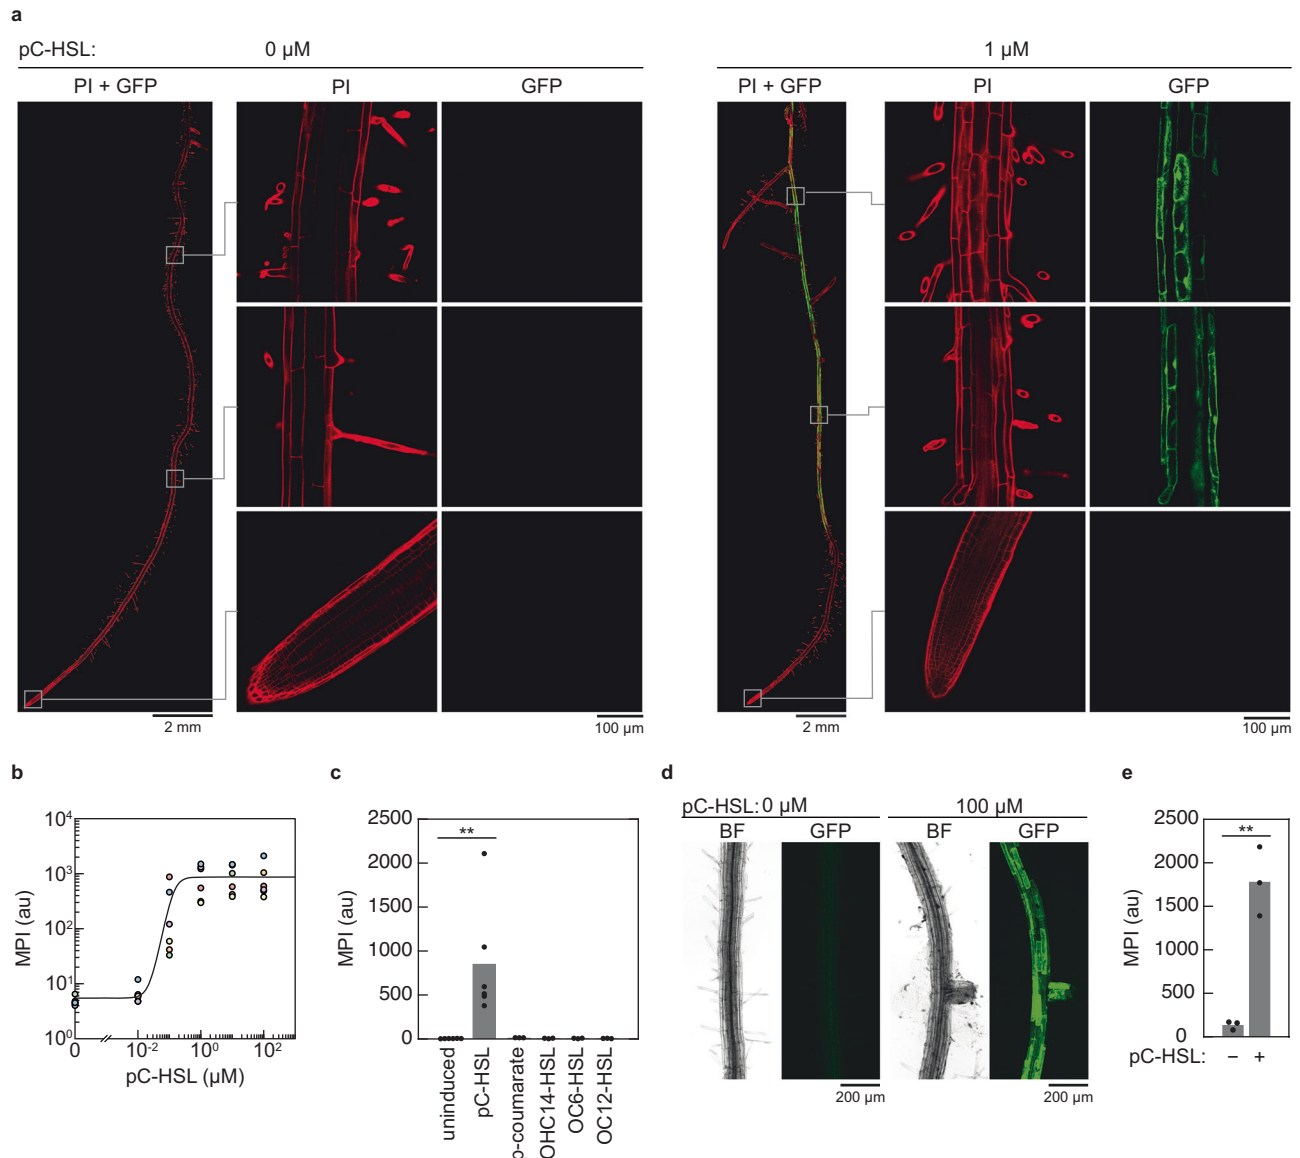 a
pC-HSL: 0 μM 1 μM
PI + GFP PI GFP PI + GFP PI GFP
2 mm 100 μm 2 mm 100 μm
b
MPI (au)
10⁴
10³
10²
10¹
10⁰
0 10⁻² 10⁰ 10²
pC-HSL (μM)
c
MPI (au)
2500
2000
1500
1000
500
0
**
uninduced
pC-HSL
p-coumarate
OHC14-HSL
OC6-HSL
OC12-HSL
d
pC-HSL: 0 μM 100 μM
BF GFP BF GFP
200 μm 200 μm
e
MPI (au)
2500
2000
1500
1000
500
0
**
pC-HSL: − +